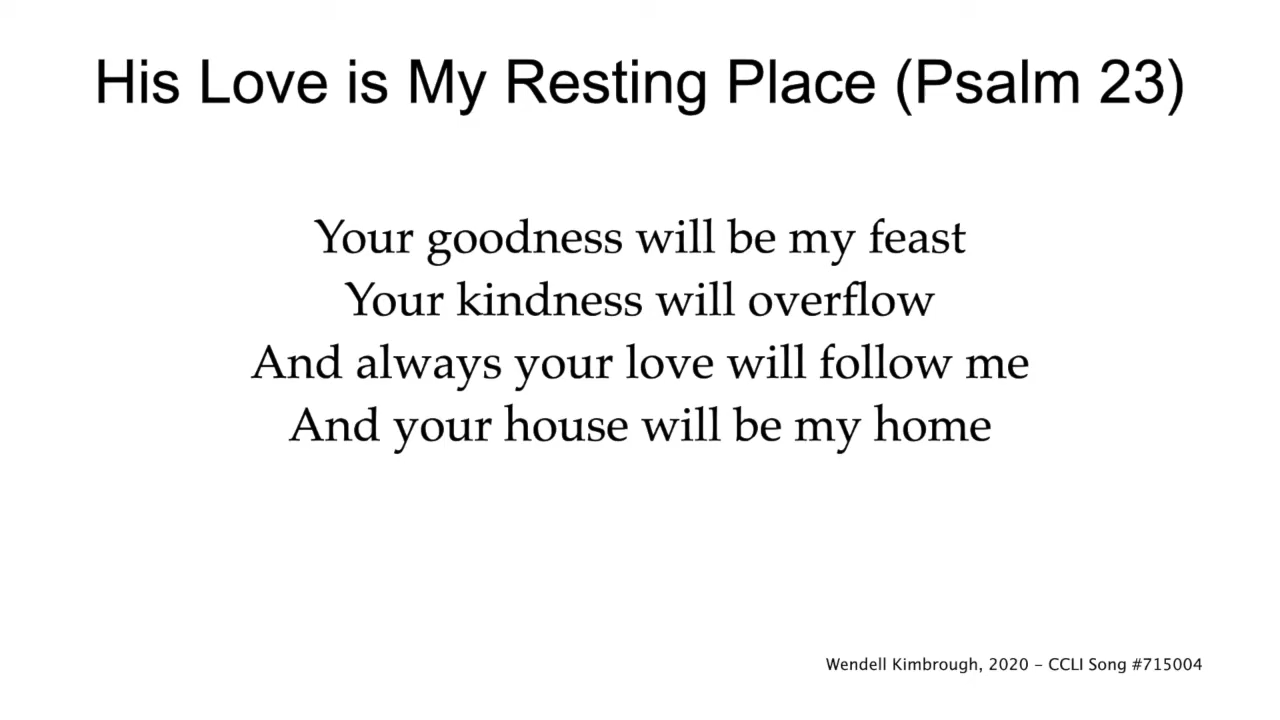 His Love is My Resting Place (Psalm 23)
Your goodness will be my feast
Your kindness will overflow
And always your love will follow me
And your house will be my home
Wendell Kimbrough, 2020 – CCLI Song #715004